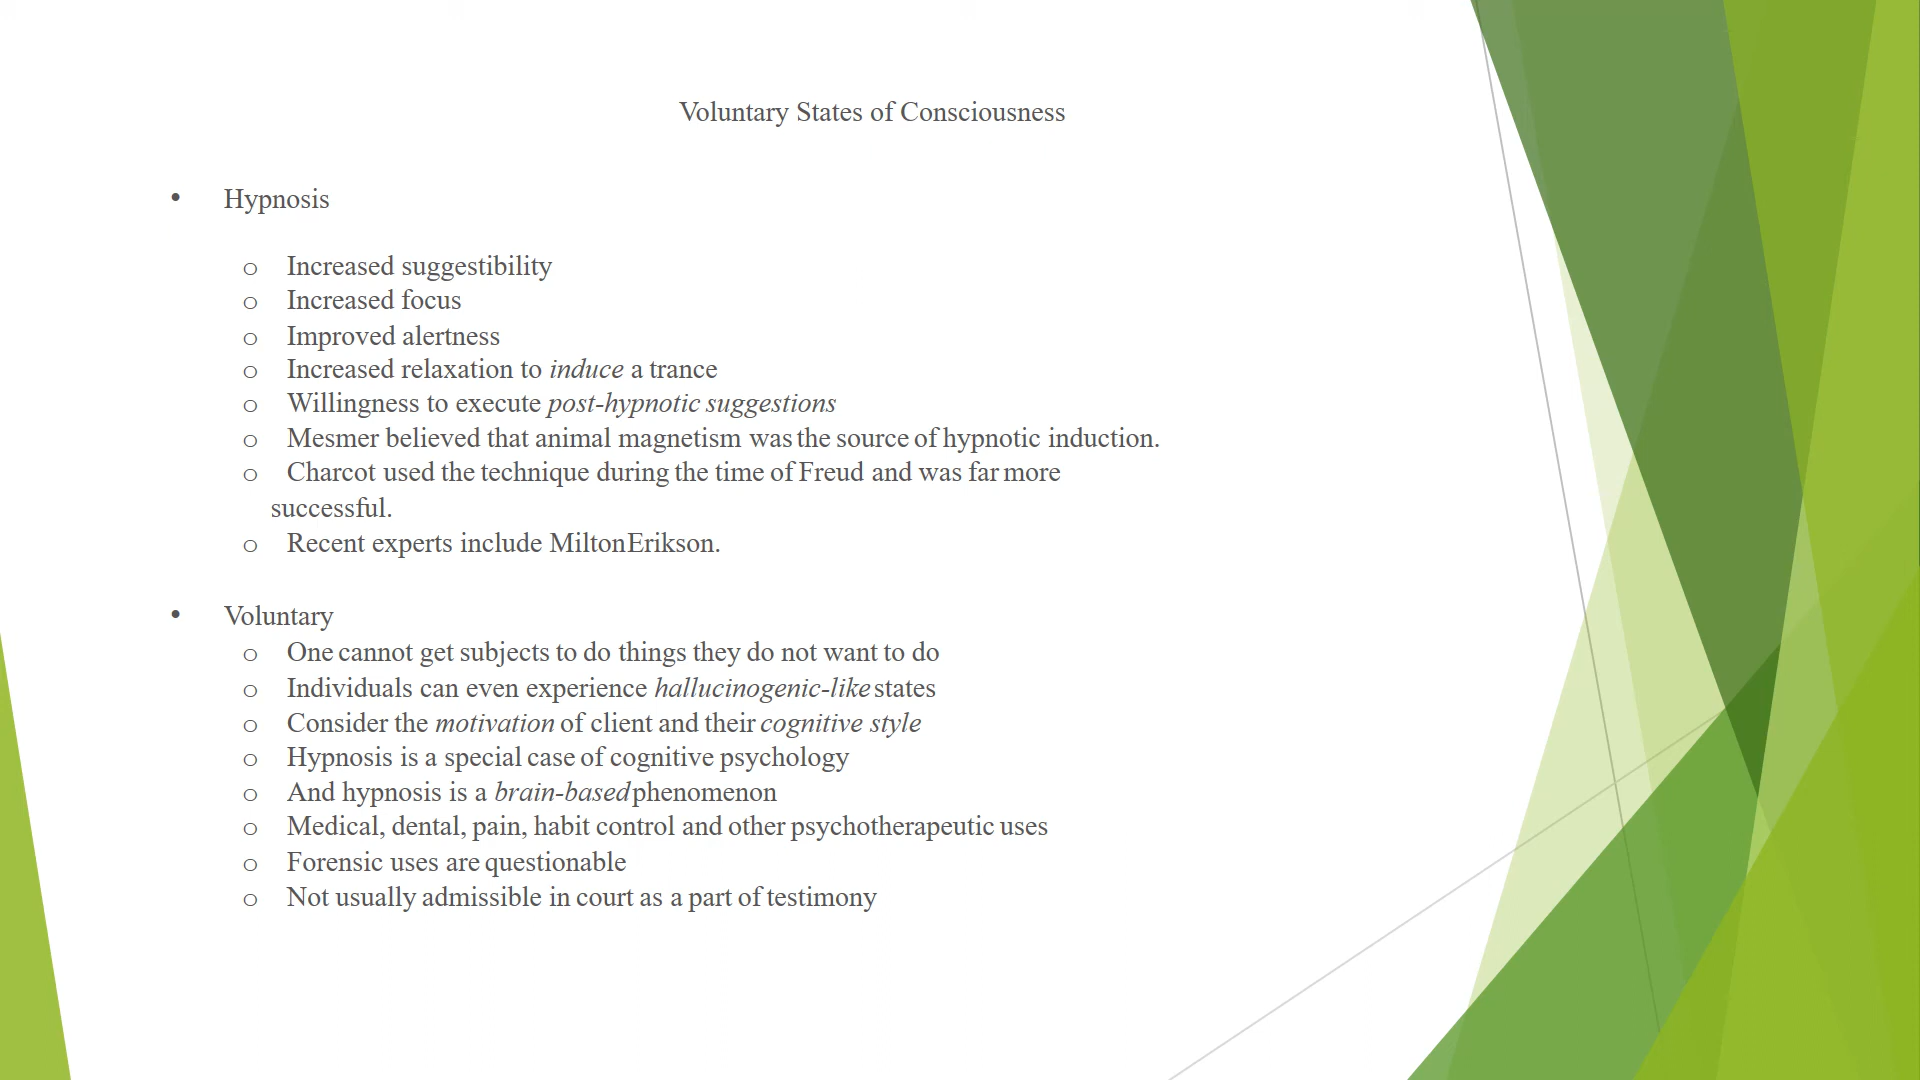 Voluntary States of Consciousness
• Hypnosis
o Increased suggestibility
o Increased focus
o Improved alertness
o Increased relaxation to induce a trance
o Willingness to execute post-hypnotic suggestions
o Mesmer believed that animal magnetism was the source of hypnotic induction.
o Charcot used the technique during the time of Freud and was far more
successful.
o Recent experts include Milton Erikson.
• Voluntary
o One cannot get subjects to do things they do not want to do
o Individuals can even experience hallucinogenic-like states
o Consider the motivation of client and their cognitive style
o Hypnosis is a special case of cognitive psychology
o And hypnosis is a brain-based phenomenon
o Medical, dental, pain, habit control and other psychotherapeutic uses
o Forensic uses are questionable
o Not usually admissible in court as a part of testimony